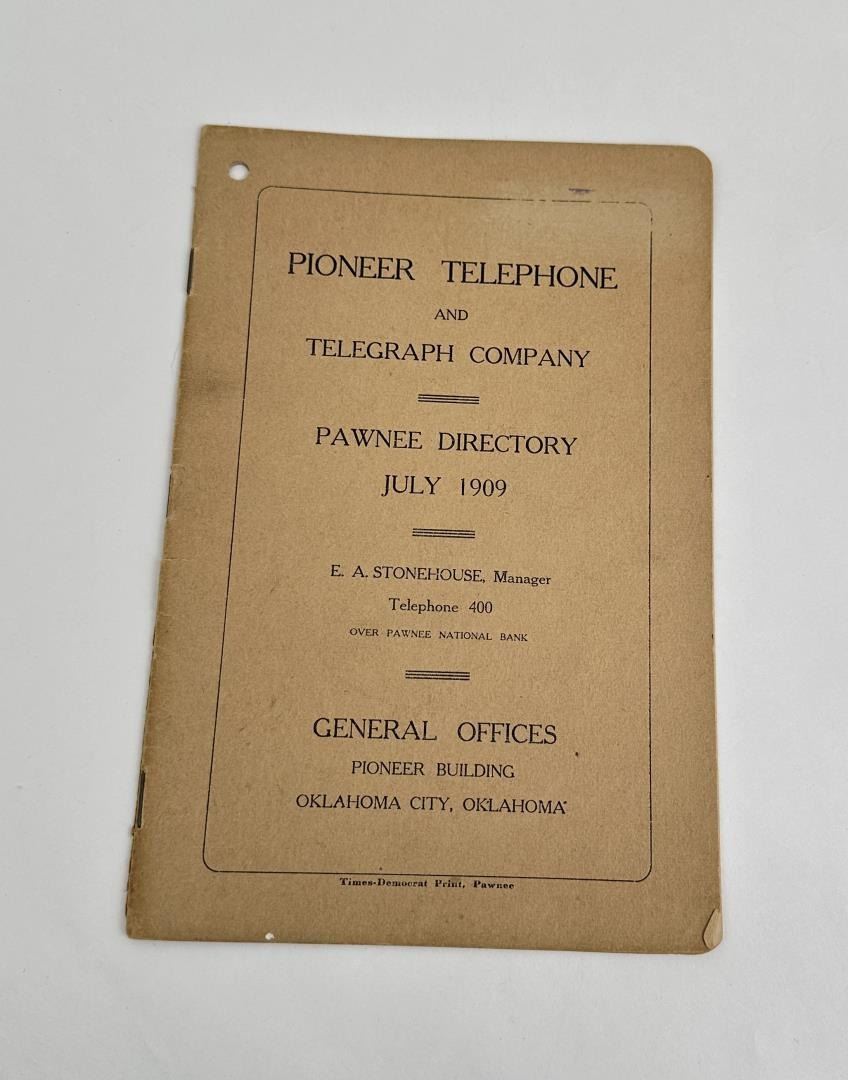 PIONEER TELEPHONE
AND
TELEGRAPH COMPANY
PAWNEE DIRECTORY
JULY 1909
E. A. STONEHOUSE, Manager
Telephone 400
OVER PAWNEE NATIONAL BANK
GENERAL OFFICES
PIONEER BUILDING
OKLAHOMA CITY, OKLAHOMA
Times-Democrat Print, Pawnee